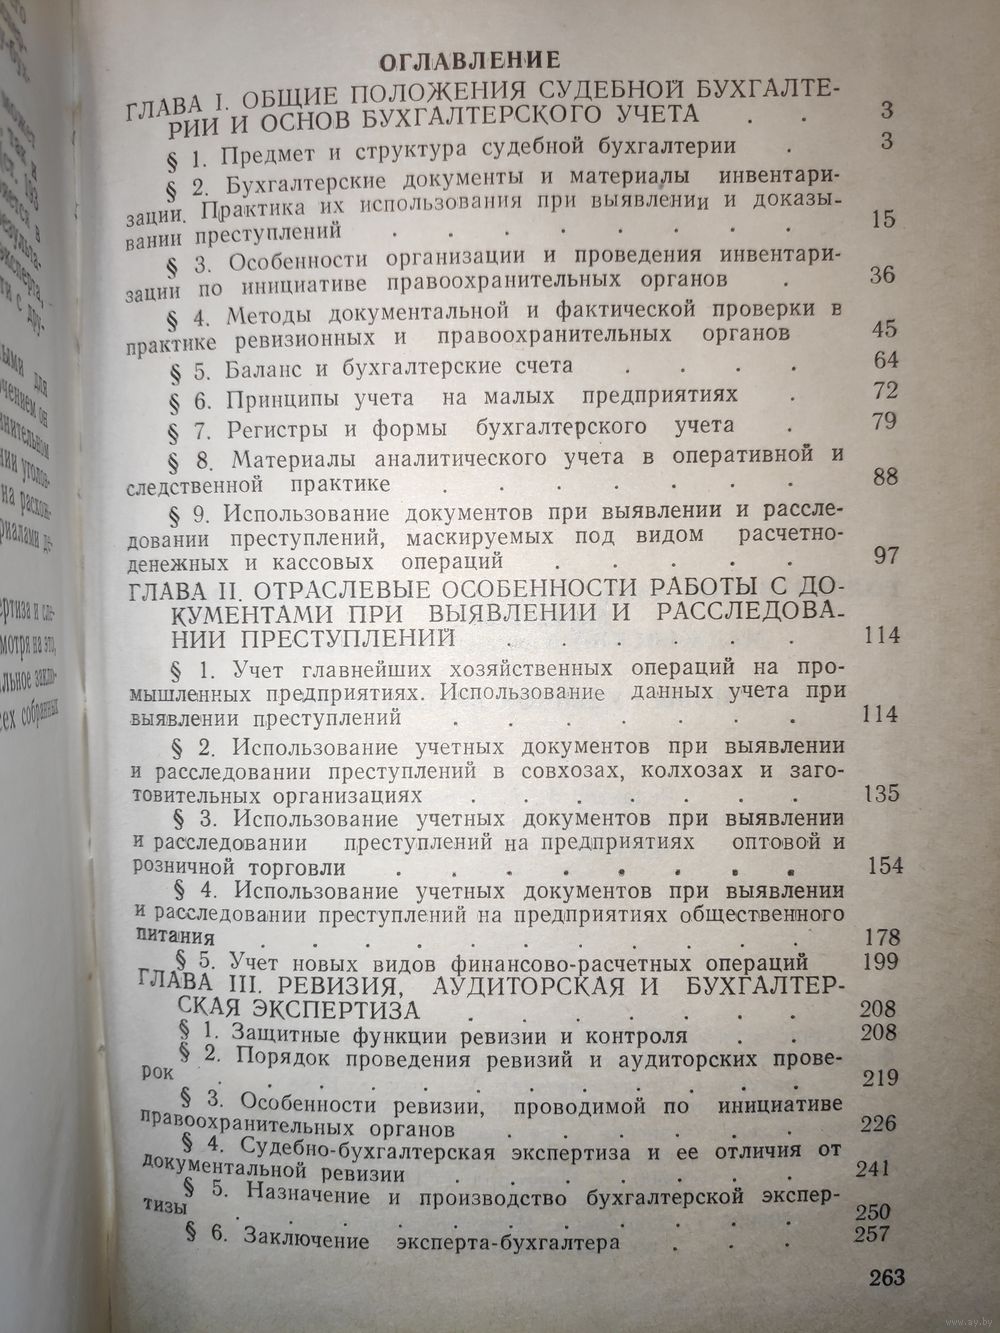 ОГЛАВЛЕНИЕ
ГЛАВА I. ОБЩИЕ ПОЛОЖЕНИЯ СУДЕБНОЙ БУХГАЛТЕ-
РИИ И ОСНОВ БУХГАЛТЕРСКОГО УЧЕТА . . 3
§ 1. Предмет и структура судебной бухгалтерии . 3
§ 2. Бухгалтерские документы и материалы инвентари-
зации. Практика их использования при выявлении и доказы-
вании преступлений . . . . . . . . 15
§ 3. Особенности организации и проведения инвентари-
зации по инициативе правоохранительных органов . 36
§ 4. Методы документальной и фактической проверки в
практике ревизионных и правоохранительных органов 45
§ 5. Баланс и бухгалтерские счета . . . . 64
§ 6. Принципы учета на малых предприятиях . 72
§ 7. Регистры и формы бухгалтерского учета . 79
§ 8. Материалы аналитического учета в оперативной и
следственной практике . . . . . . . 88
§ 9. Использование документов при выявлении и рассле-
довании преступлений, маскируемых под видом расчетно-
денежных и кассовых операций . . . . . 97
ГЛАВА II. ОТРАСЛЕВЫЕ ОСОБЕННОСТИ РАБОТЫ С ДО-
КУМЕНТАМИ ПРИ ВЫЯВЛЕНИИ И РАССЛЕДОВА-
НИИ ПРЕСТУПЛЕНИЙ . . . . . . 114
§ 1. Учет главнейших хозяйственных операций на про-
мышленных предприятиях. Использование данных учета при
выявлении преступлений . . . . . . . 114
§ 2. Использование учетных документов при выявлении
и расследовании преступлений в совхозах, колхозах и заго-
товительных организациях . . . . . . . 135
§ 3. Использование учетных документов при выявлении
и расследовании преступлений на предприятиях оптовой и
розничной торговли . . . . . . . . 154
§ 4. Использование учетных документов при выявлении
и расследовании преступлений на предприятиях общественного
питания . . . . . . . . . . . 178
§ 5. Учет новых видов финансово-расчетных операций 199
ГЛАВА III. РЕВИЗИЯ, АУДИТОРСКАЯ И БУХГАЛТЕР-
СКАЯ ЭКСПЕРТИЗА . . . . . . . 208
§ 1. Защитные функции ревизии и контроля . . 208
§ 2. Порядок проведения ревизий и аудиторских прове-
рок . . . . . . . . . . . . 219
§ 3. Особенности ревизии, проводимой по инициативе
правоохранительных органов . . . . . . 226
§ 4. Судебно-бухгалтерская экспертиза и ее отличия от
документальной ревизии . . . . . . . 241
§ 5. Назначение и производство бухгалтерской экспер-
тизы . . . . . . . . . . . 250
§ 6. Заключение эксперта-бухгалтера . . . 257
263
www.ay.by